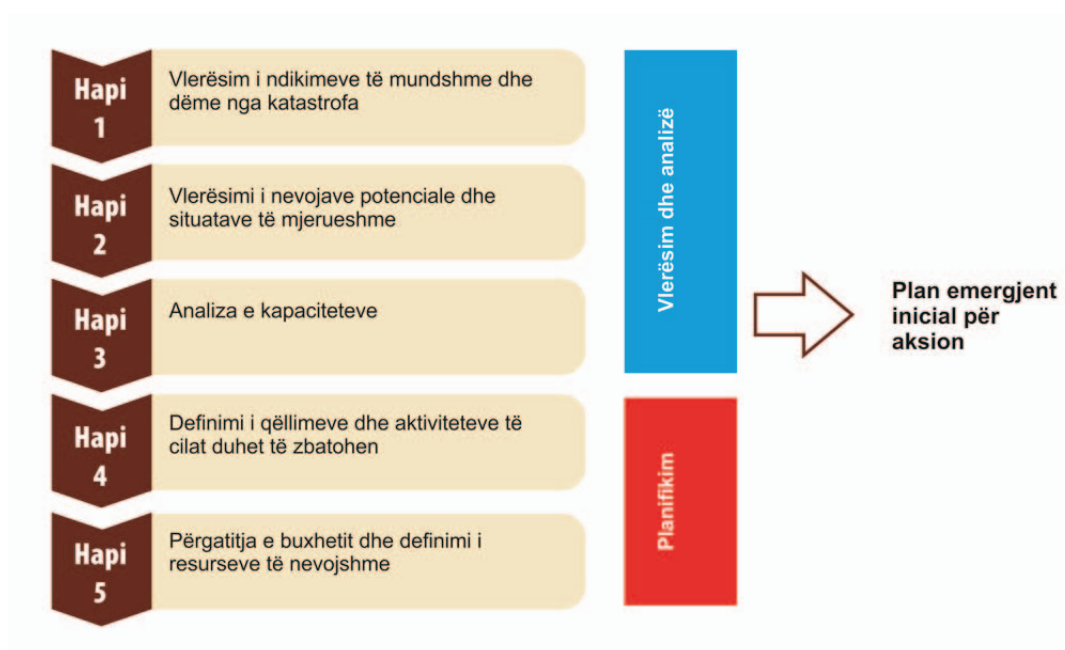 Hapi
1
Vlerësim i ndikimeve të mundshme dhe
dëme nga katastrofa
Hapi
2
Vlerësimi i nevojave potenciale dhe
situatave të mjerueshme
Hapi
3
Analiza e kapaciteteve
Hapi
4
Definimi i qëllimeve dhe aktiviteteve të
cilat duhet të zbatohen
Hapi
5
Përgatitja e buxhetit dhe definimi i
resurseve të nevojshme
Vlerësim dhe analizë
Planifikim
Plan emergjent
inicial për
aksion